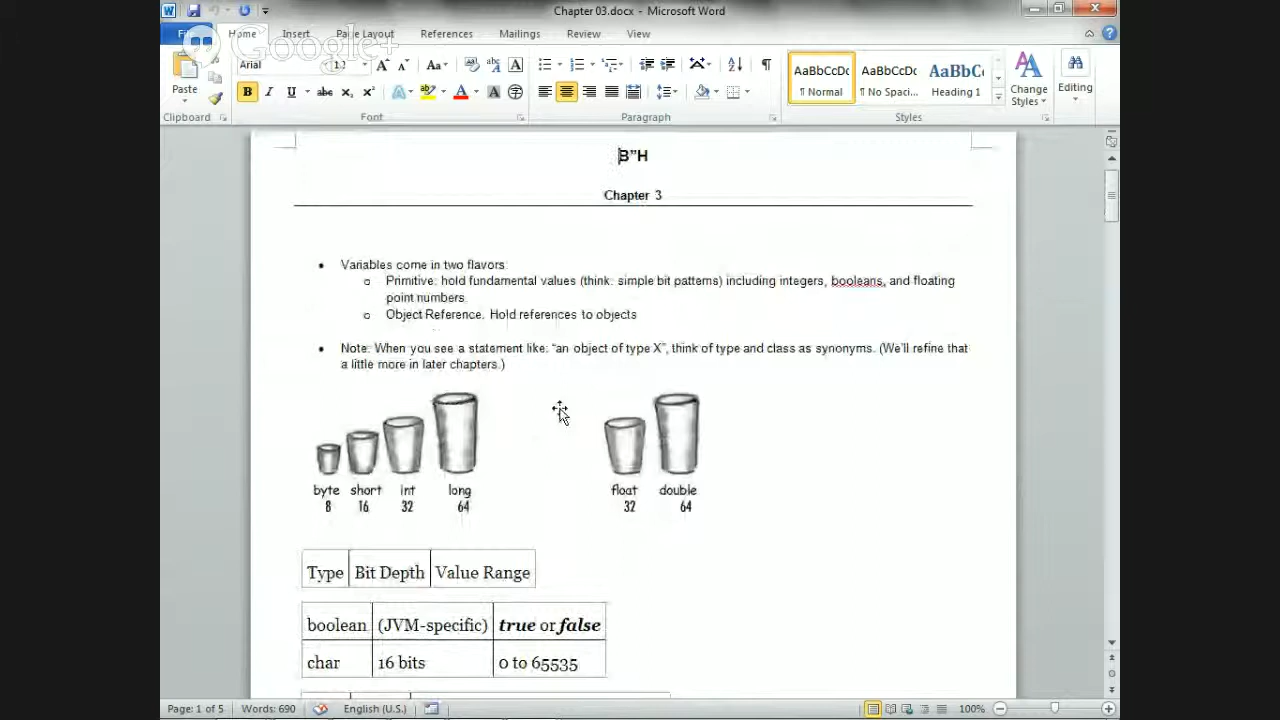 Chapter 03.docx - Microsoft Word
File Home Insert Page Layout References Mailings Review View
Google+
Arial 12
Paste
AaBbCcDc AaBbCcDc AaBbC
¶ Normal ¶ No Spaci... Heading 1
Change Styles
Editing
Clipboard Font Paragraph Styles
B”H
Chapter 3
• Variables come in two flavors:
o Primitive: hold fundamental values (think: simple bit patterns) including integers, booleans, and floating
point numbers.
o Object Reference. Hold references to objects
• Note: When you see a statement like: “an object of type X”, think of type and class as synonyms. (We’ll refine that
a little more in later chapters.)
byte short int long float double
8 16 32 64 32 64
Type Bit Depth Value Range
boolean (JVM-specific) true or false
char 16 bits 0 to 65535
Page: 1 of 5 Words: 690 English (U.S.) 100%